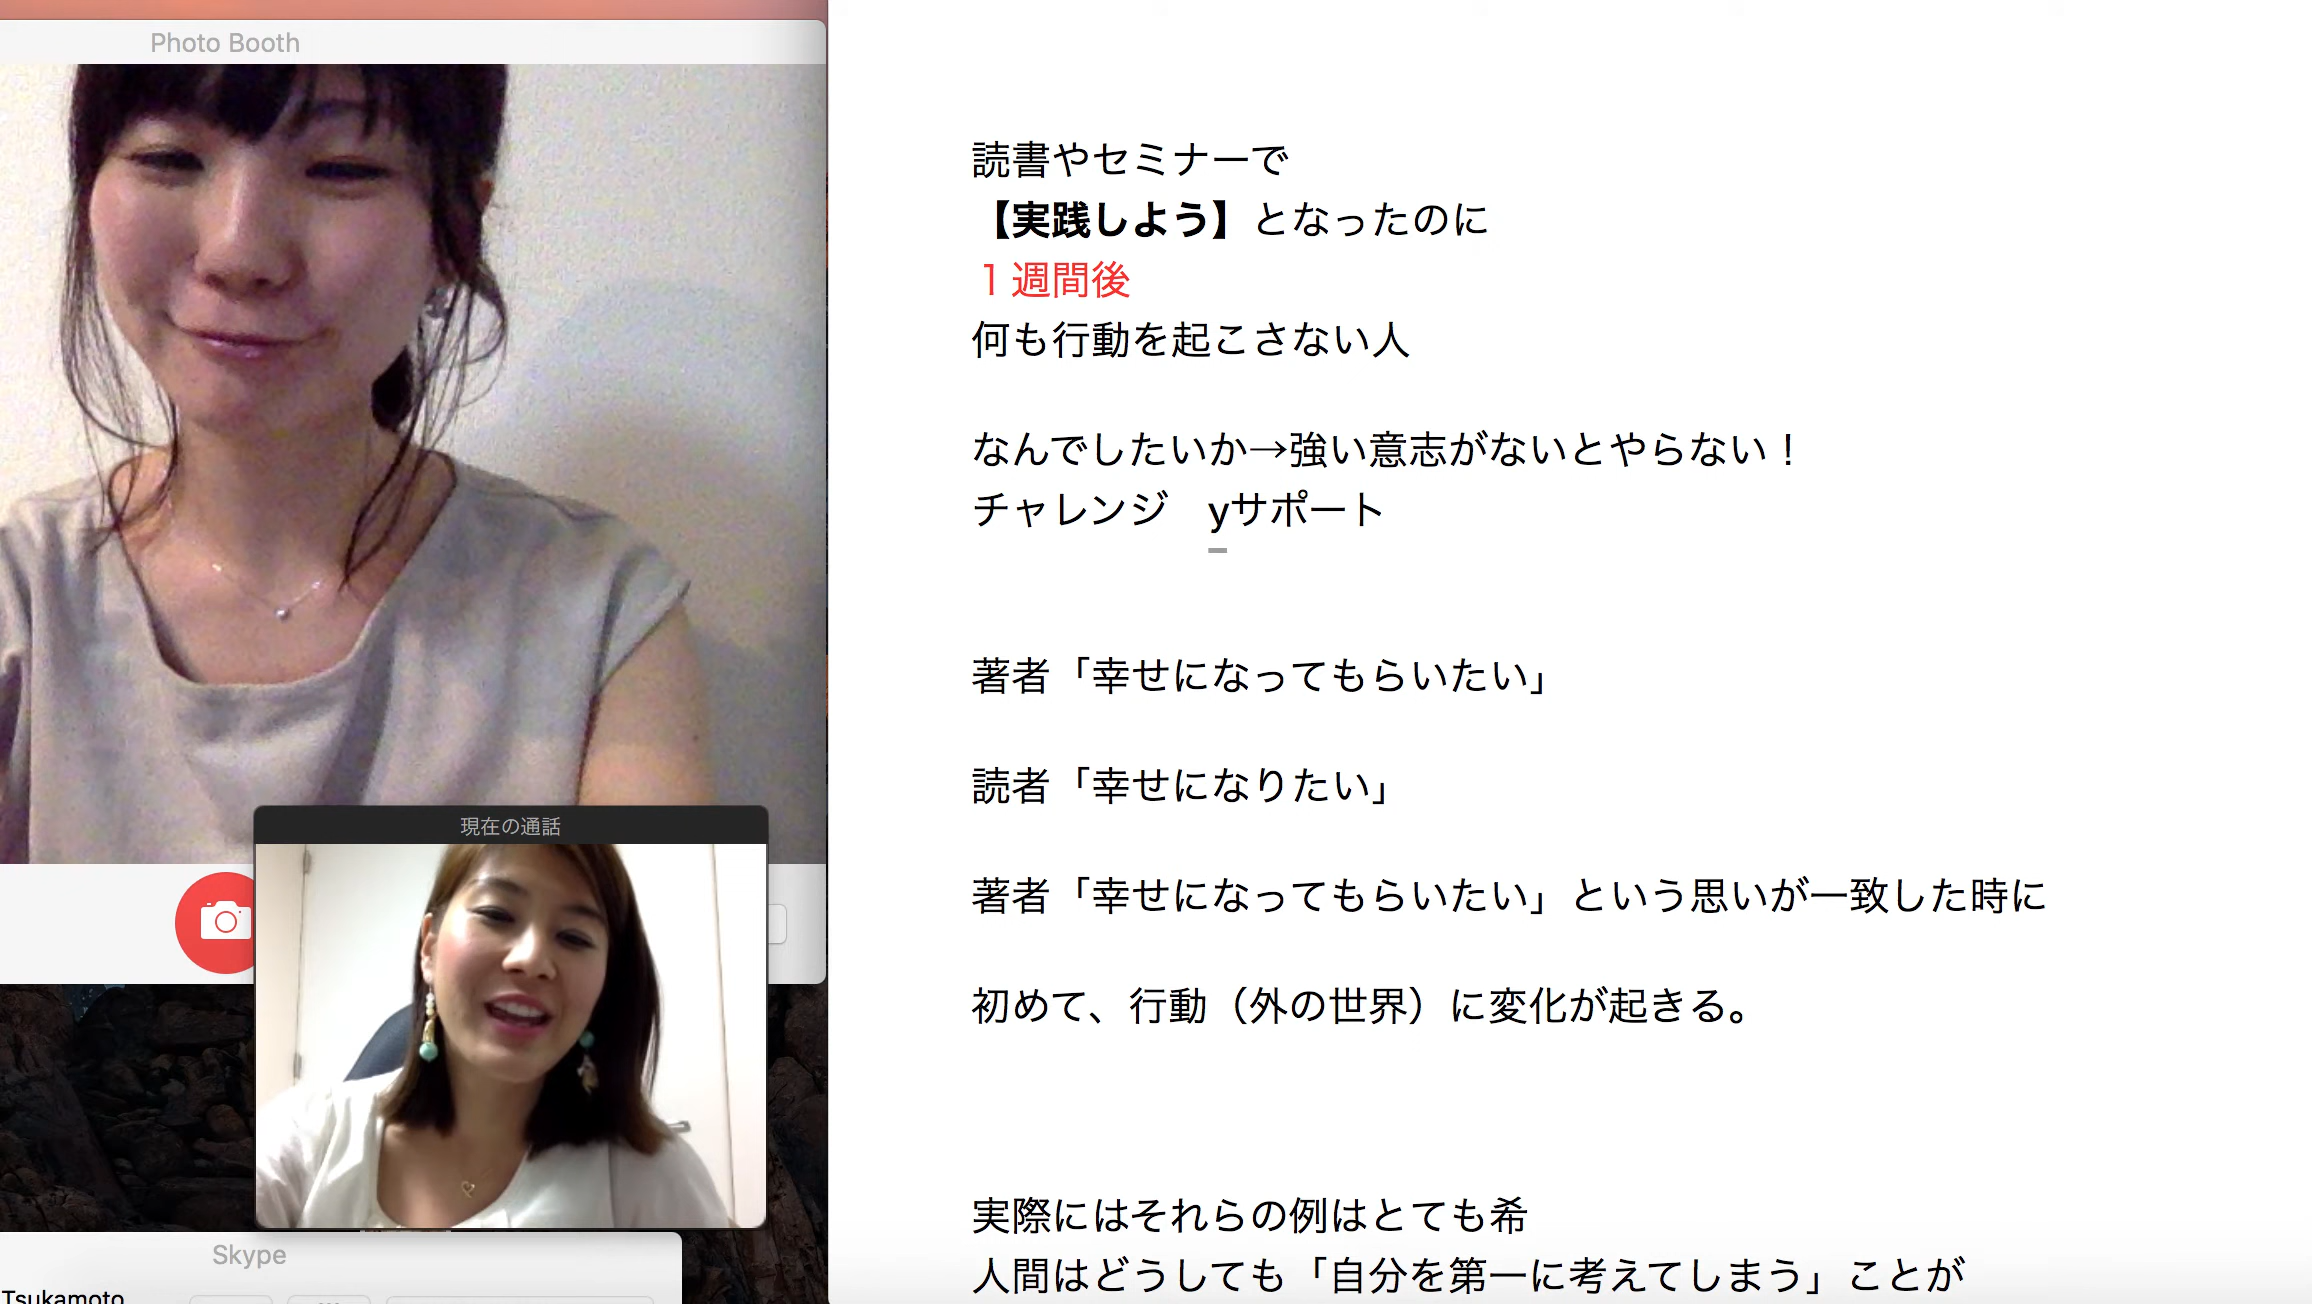 Photo Booth
現在の通話
Skype
Tsukamoto
読書やセミナーで
【実践しよう】となったのに
１週間後
何も行動を起こさない人
なんでしたいか→強い意志がないとやらない！
チャレンジ　yサポート
著者「幸せになってもらいたい」
読者「幸せになりたい」
著者「幸せになってもらいたい」という思いが一致した時に
初めて、行動（外の世界）に変化が起きる。
実際にはそれらの例はとても希
人間はどうしても「自分を第一に考えてしまう」ことが